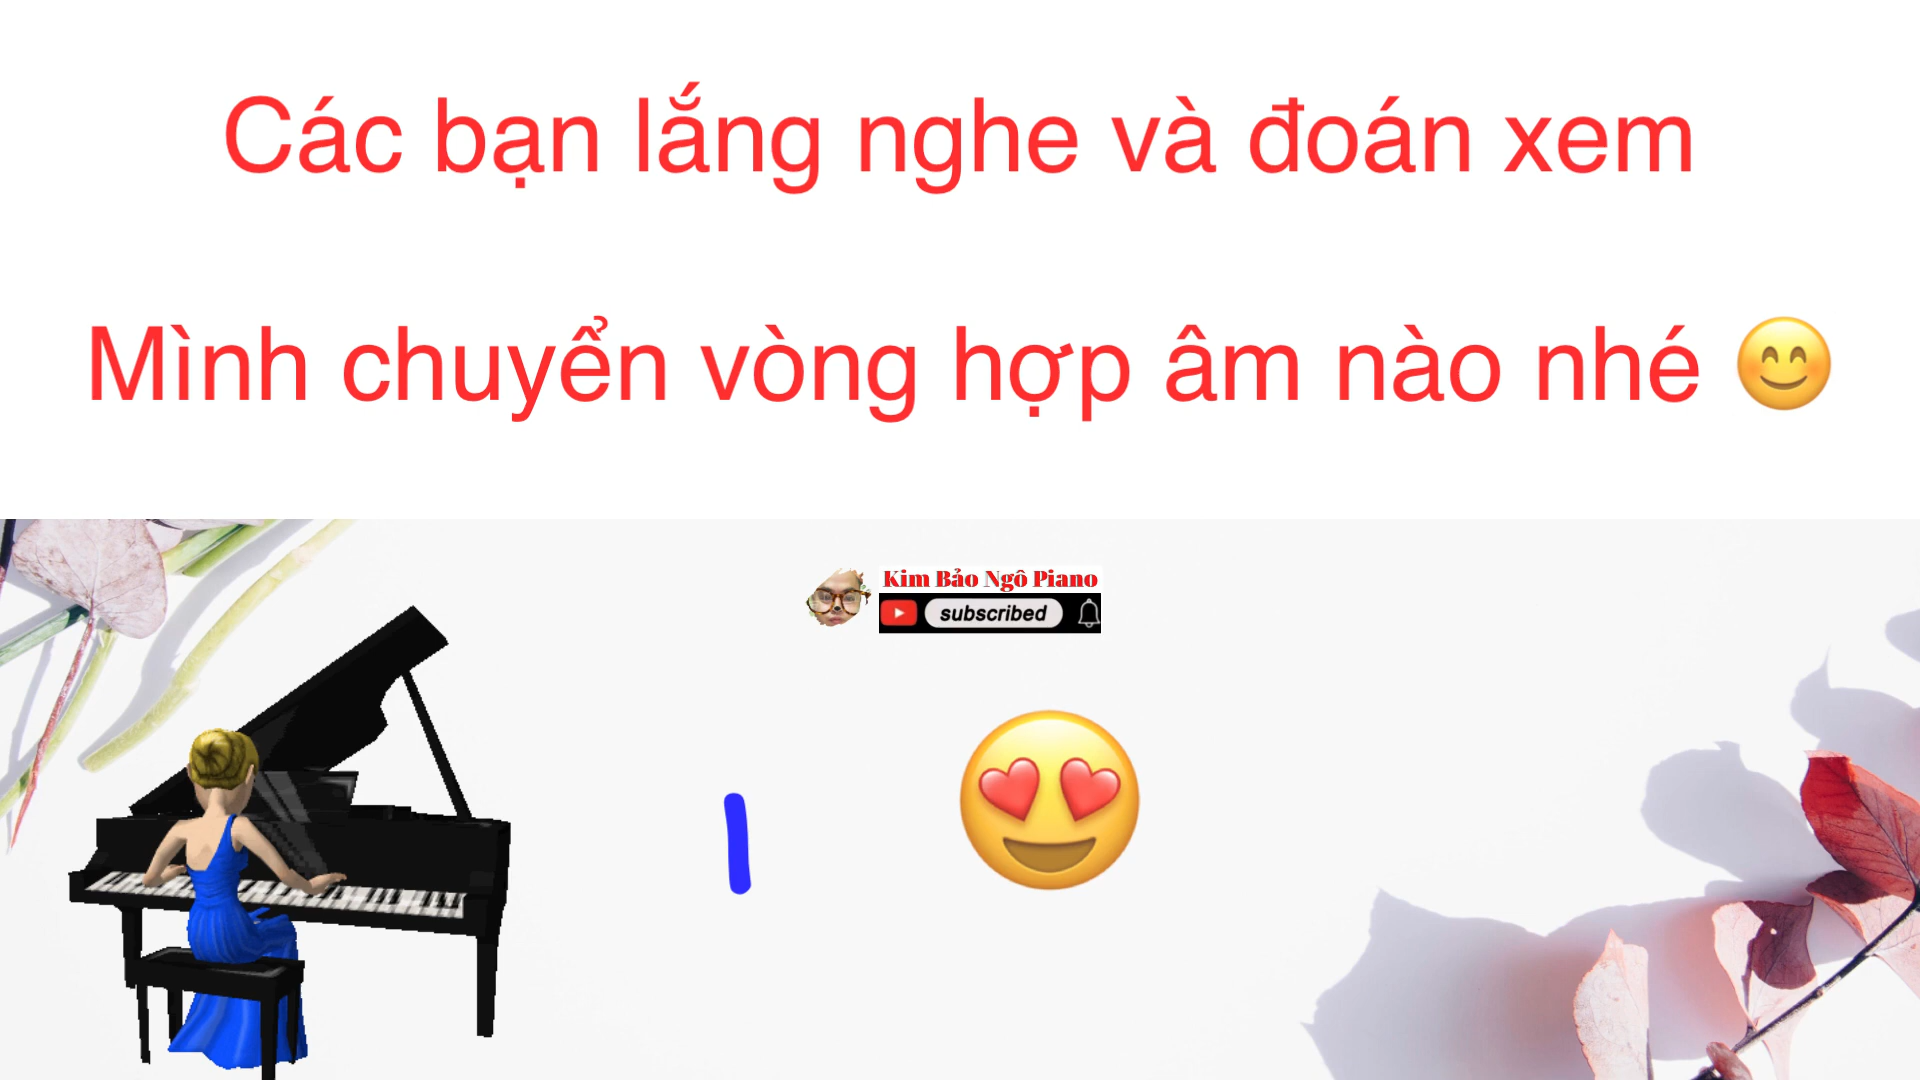 Các bạn lắng nghe và đoán xem
Mình chuyển vòng hợp âm nào nhé 😊
Kim Bảo Ngô Piano
subscribed